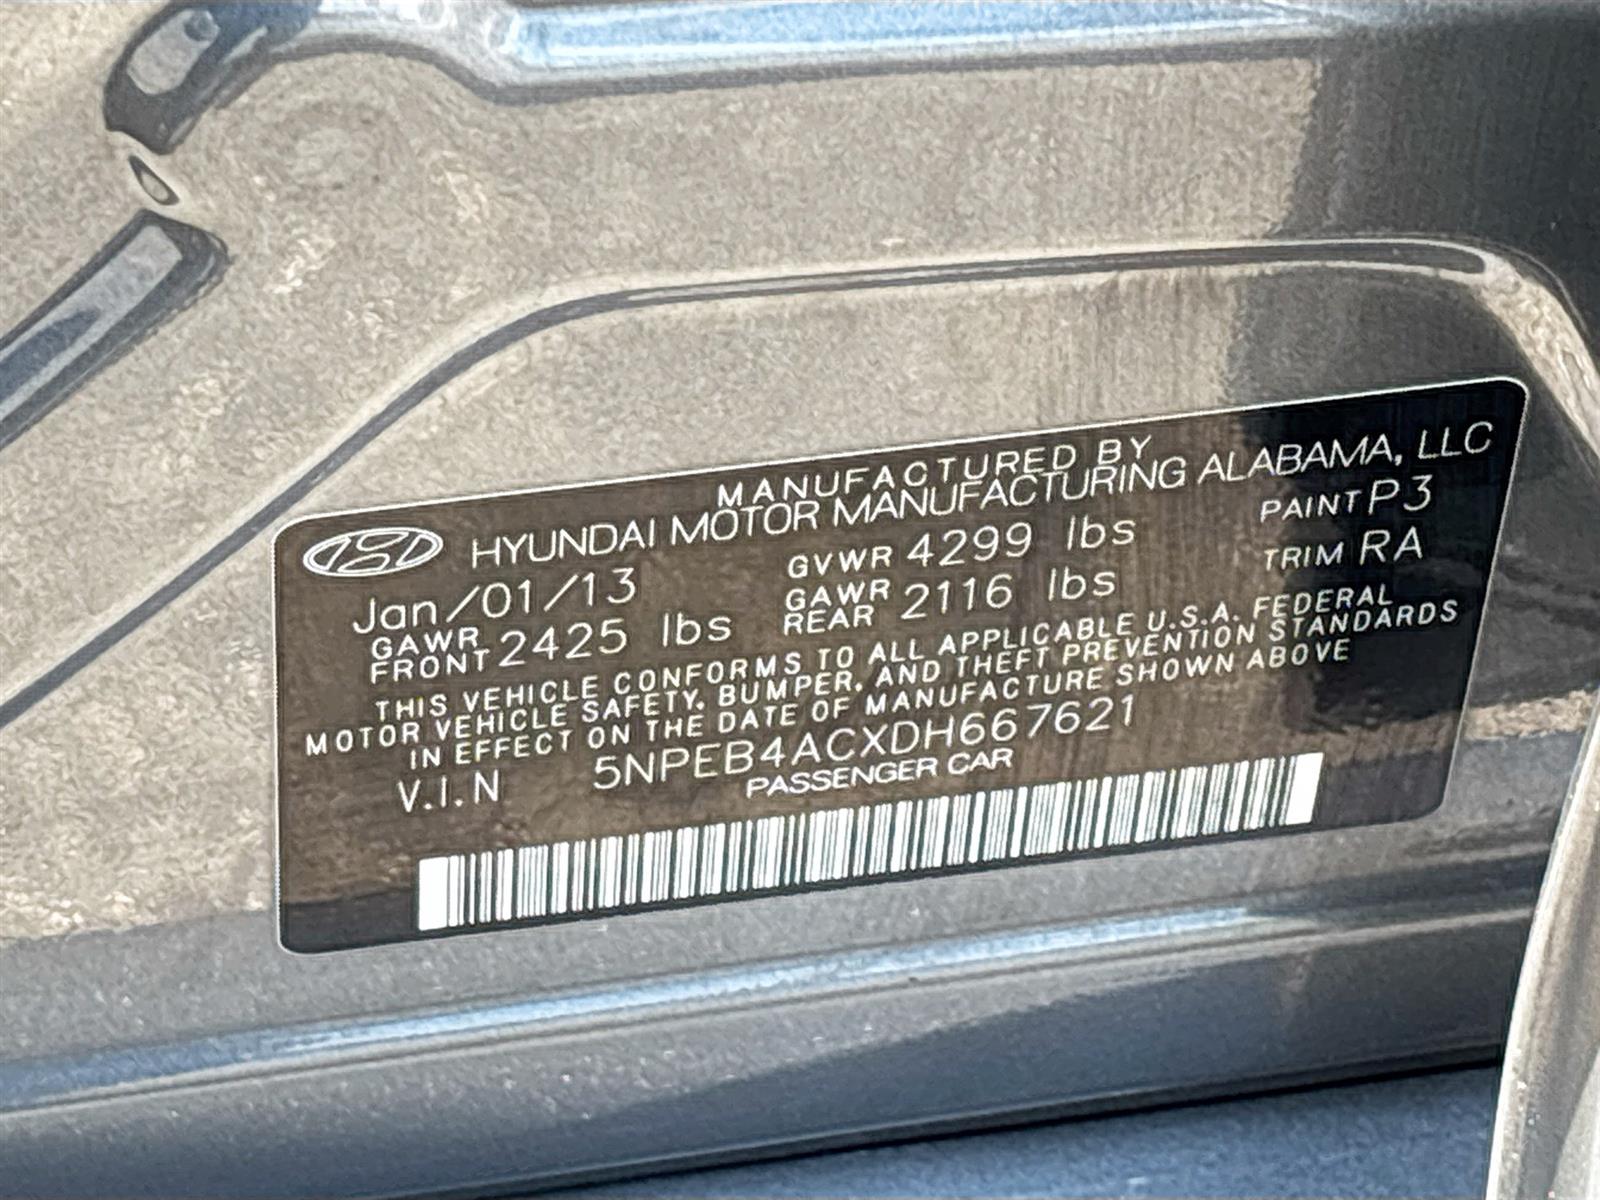 MANUFACTURED BY
HYUNDAI MOTOR MANUFACTURING ALABAMA, LLC
Jan/01/13 GVWR 4299 lbs PAINT P3
GAWR FRONT 2425 lbs GAWR REAR 2116 lbs TRIM RA
THIS VEHICLE CONFORMS TO ALL APPLICABLE U.S.A. FEDERAL
MOTOR VEHICLE SAFETY, BUMPER, AND THEFT PREVENTION STANDARDS
IN EFFECT ON THE DATE OF MANUFACTURE SHOWN ABOVE
V.I.N 5NPEB4ACXDH667621
PASSENGER CAR